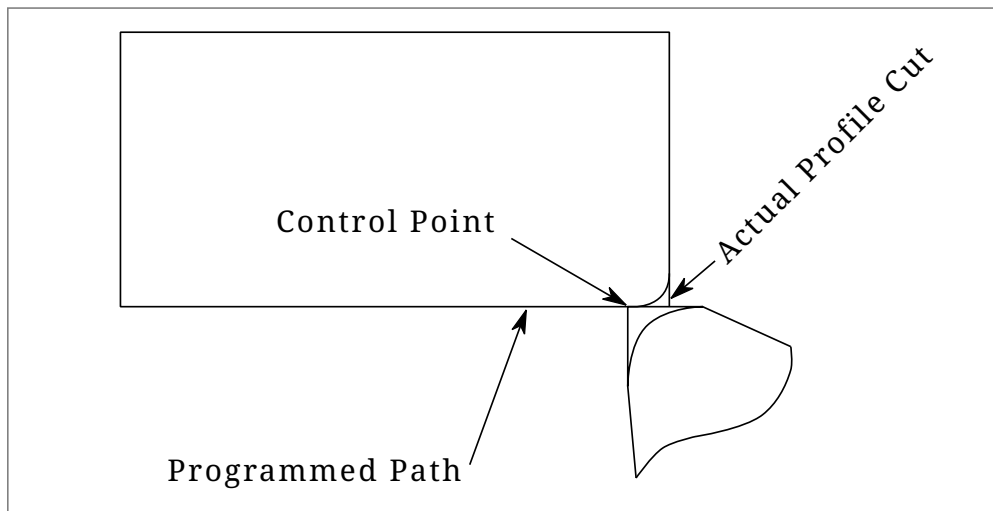 Control Point
Actual Profile Cut
Programmed Path